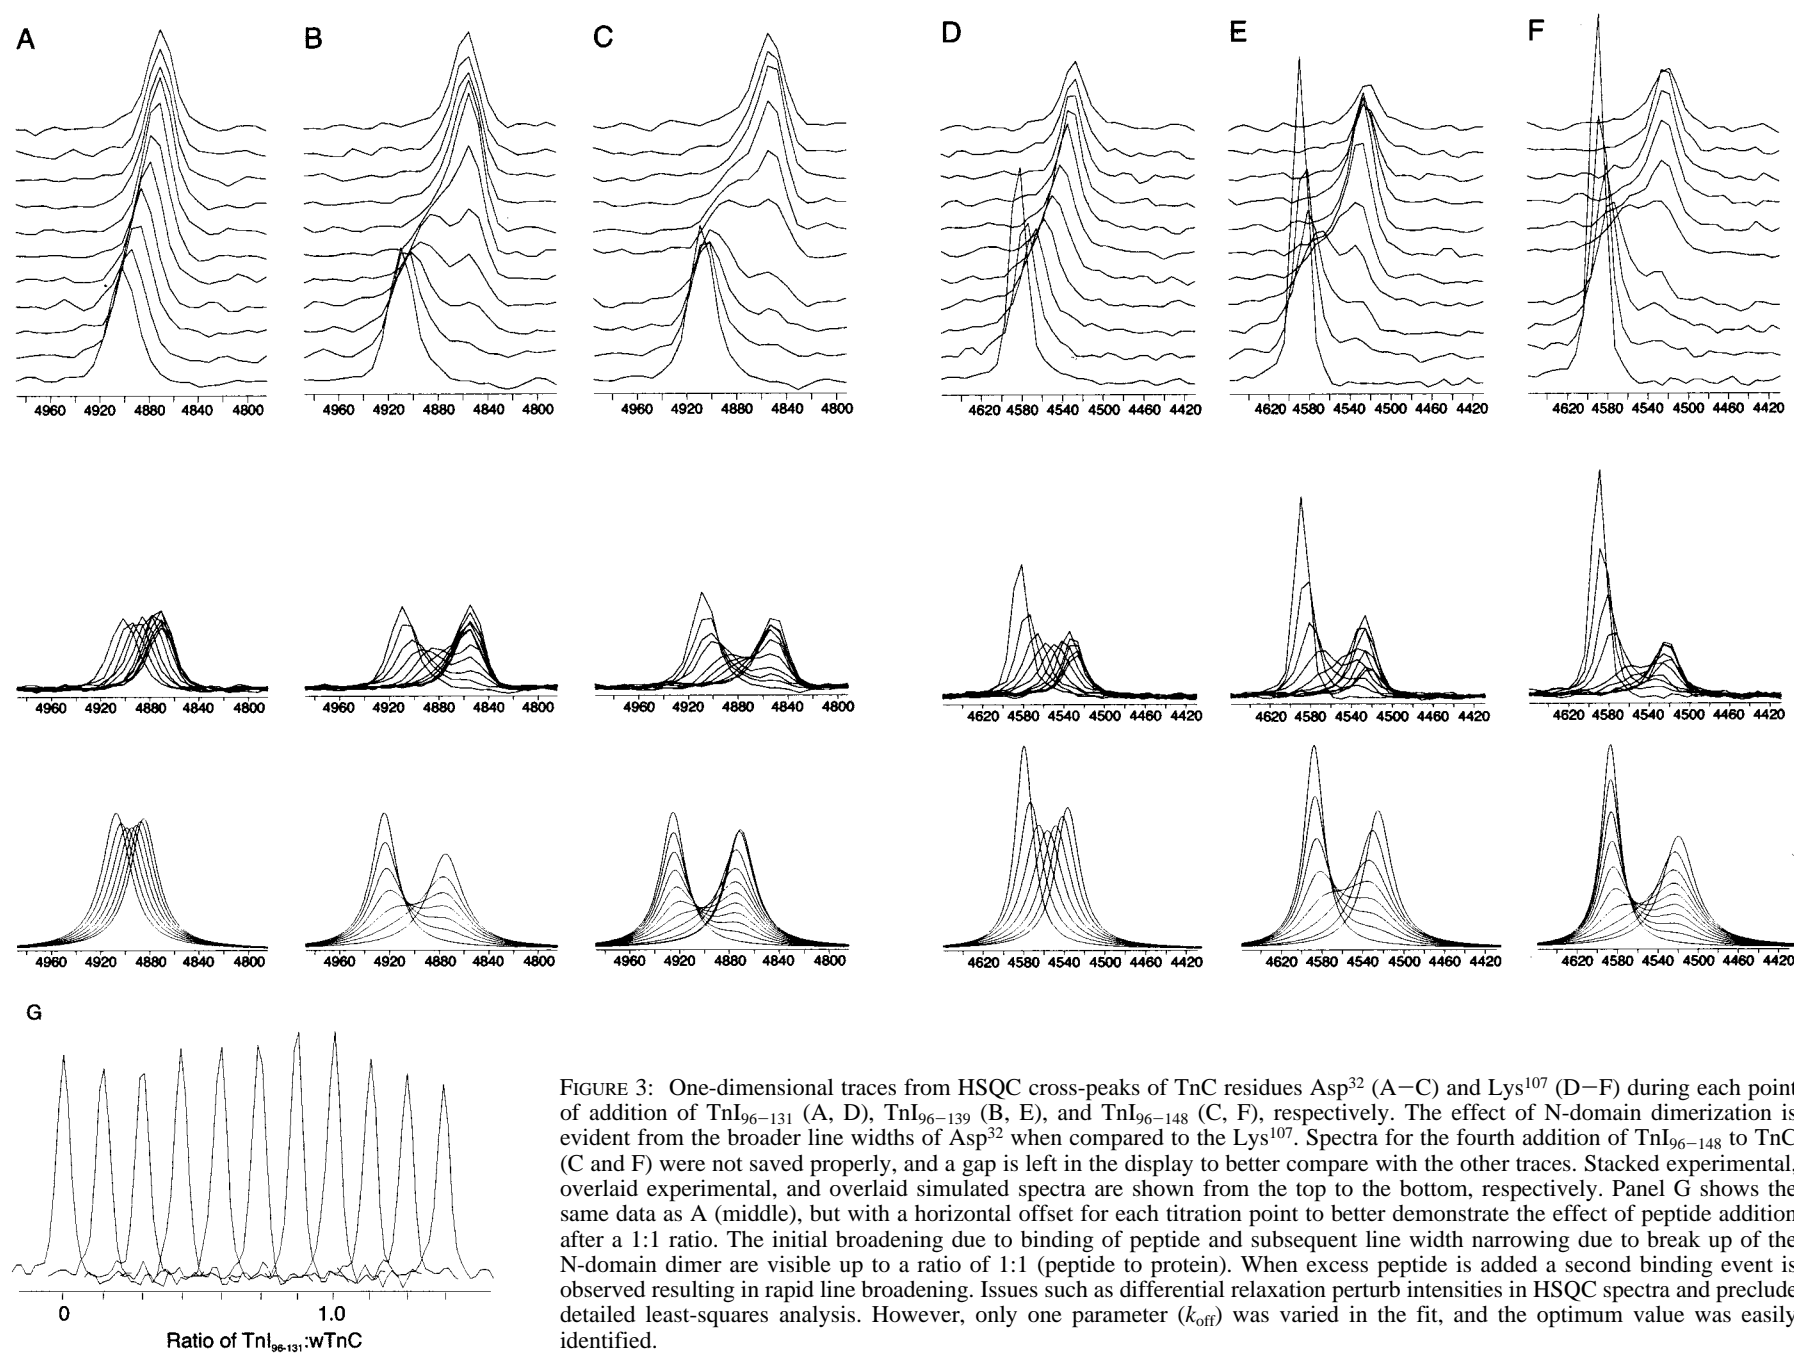 A B C D E F
4960 4920 4880 4840 4800 4960 4920 4880 4840 4800 4960 4920 4880 4840 4800 4620 4580 4540 4500 4460 4420 4620 4580 4540 4500 4460 4420 4620 4580 4540 4500 4460 4420
4960 4920 4880 4840 4800 4960 4920 4880 4840 4800 4960 4920 4880 4840 4800 4620 4580 4540 4500 4460 4420 4620 4580 4540 4500 4460 4420 4620 4580 4540 4500 4460 4420
4960 4920 4880 4840 4800 4960 4920 4880 4840 4800 4960 4920 4880 4840 4800 4620 4580 4540 4500 4460 4420 4620 4580 4540 4500 4460 4420 4620 4580 4540 4500 4460 4420
G
0 1.0
Ratio of TnI96-131:wTnC
FIGURE 3: One-dimensional traces from HSQC cross-peaks of TnC residues Asp32 (A−C) and Lys107 (D−F) during each point
of addition of TnI96−131 (A, D), TnI96−139 (B, E), and TnI96−148 (C, F), respectively. The effect of N-domain dimerization is
evident from the broader line widths of Asp32 when compared to the Lys107. Spectra for the fourth addition of TnI96−148 to TnC
(C and F) were not saved properly, and a gap is left in the display to better compare with the other traces. Stacked experimental,
overlaid experimental, and overlaid simulated spectra are shown from the top to the bottom, respectively. Panel G shows the
same data as A (middle), but with a horizontal offset for each titration point to better demonstrate the effect of peptide addition
after a 1:1 ratio. The initial broadening due to binding of peptide and subsequent line width narrowing due to break up of the
N-domain dimer are visible up to a ratio of 1:1 (peptide to protein). When excess peptide is added a second binding event is
observed resulting in rapid line broadening. Issues such as differential relaxation perturb intensities in HSQC spectra and preclude
detailed least-squares analysis. However, only one parameter (koff) was varied in the fit, and the optimum value was easily
identified.